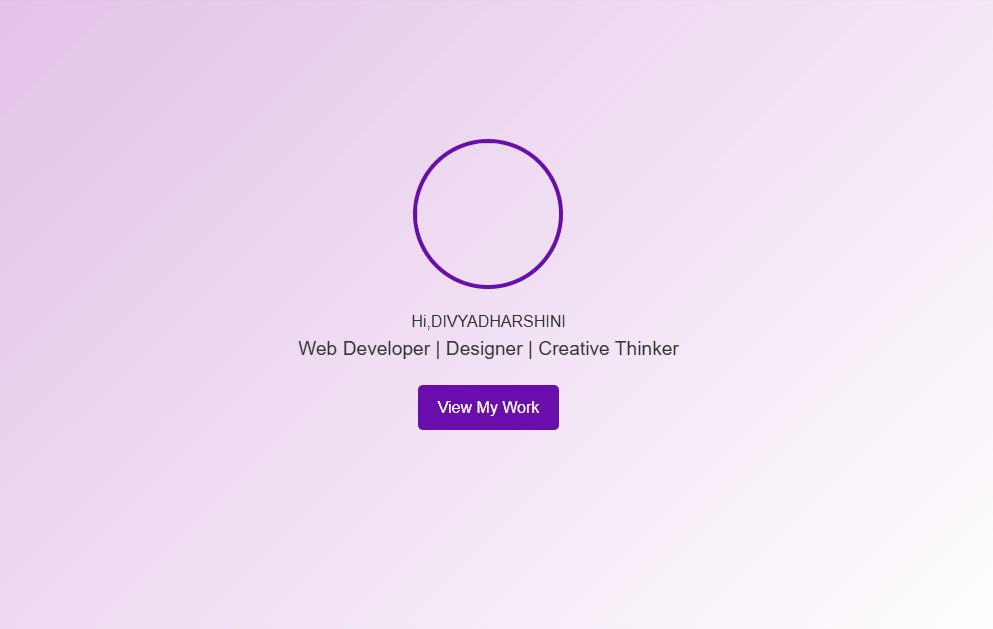 Hi,DIVYADHARSHINI
Web Developer | Designer | Creative Thinker
View My Work